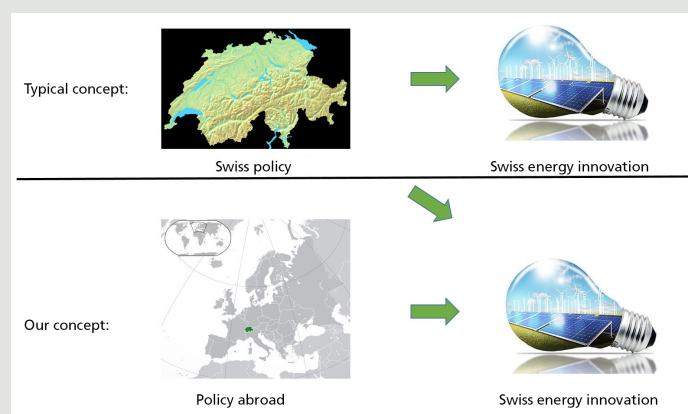 Typical concept:
Swiss policy
Swiss energy innovation
Our concept:
Policy abroad
Swiss energy innovation